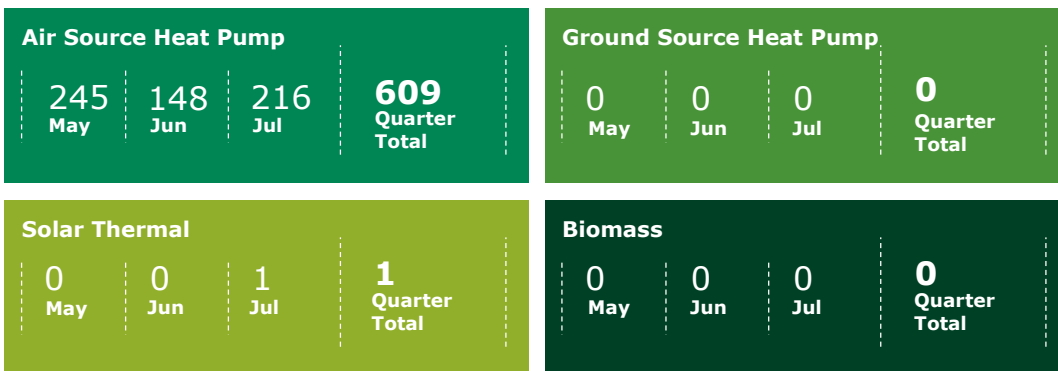 Air Source Heat Pump
245 148 216 609
May Jun Jul Quarter
Total
Ground Source Heat Pump
0 0 0 0
May Jun Jul Quarter
Total
Solar Thermal
0 0 1 1
May Jun Jul Quarter
Total
Biomass
0 0 0 0
May Jun Jul Quarter
Total